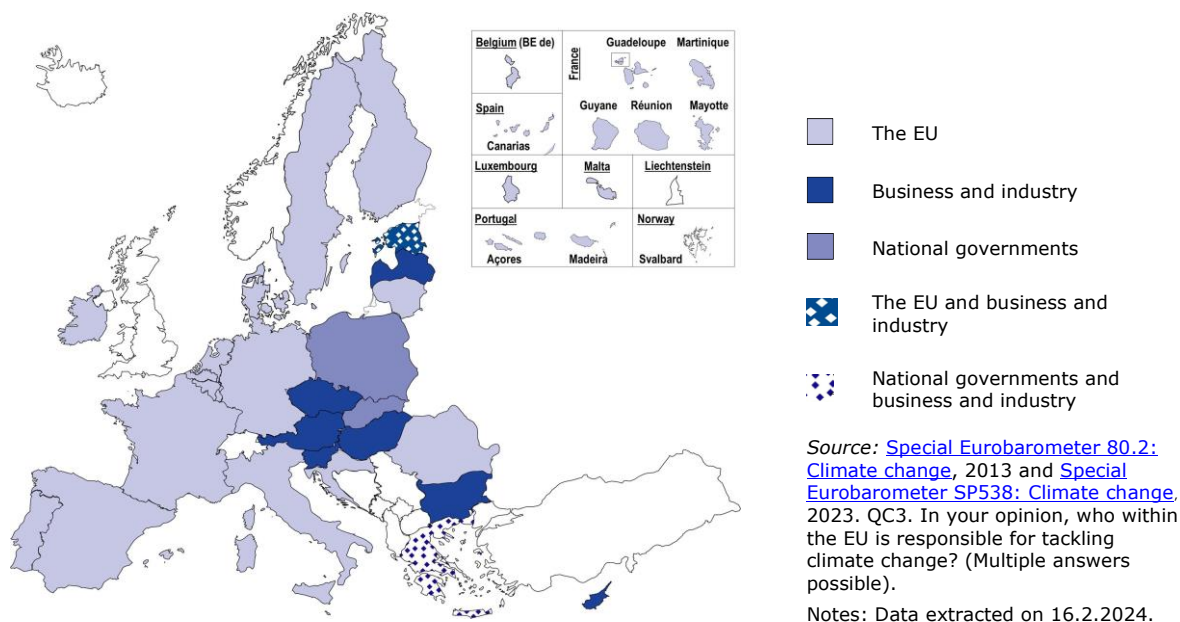 Belgium (BE de)
France
Guadeloupe
Martinique
Spain
Canarias
Guyane
Réunion
Mayotte
Luxembourg
Malta
Liechtenstein
Portugal
Açores
Madeira
Norway
Svalbard
The EU
Business and industry
National governments
The EU and business and
industry
National governments and
business and industry
Source: Special Eurobarometer 80.2:
Climate change, 2013 and Special
Eurobarometer SP538: Climate change,
2023. QC3. In your opinion, who within
the EU is responsible for tackling
climate change? (Multiple answers
possible).
Notes: Data extracted on 16.2.2024.